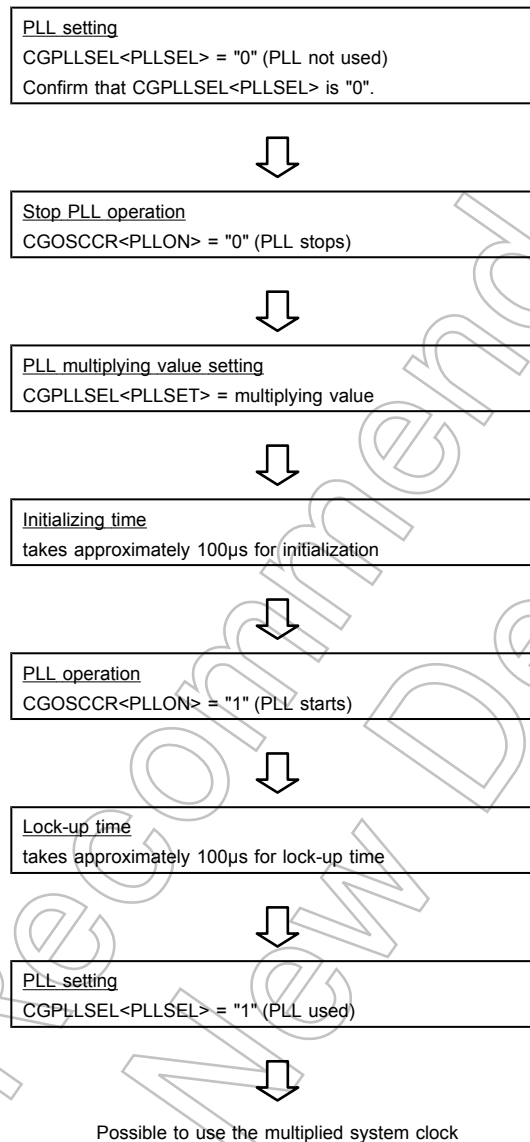 PLL setting
CGPLLSEL<PLLSEL> = "0" (PLL not used)
Confirm that CGPLLSEL<PLLSEL> is "0".
Stop PLL operation
CGOSCCR<PLLON> = "0" (PLL stops)
PLL multiplying value setting
CGPLLSEL<PLLSET> = multiplying value
Initializing time
takes approximately 100μs for initialization
PLL operation
CGOSCCR<PLLON> = "1" (PLL starts)
Lock-up time
takes approximately 100μs for lock-up time
PLL setting
CGPLLSEL<PLLSEL> = "1" (PLL used)
Possible to use the multiplied system clock
Recommend
New De